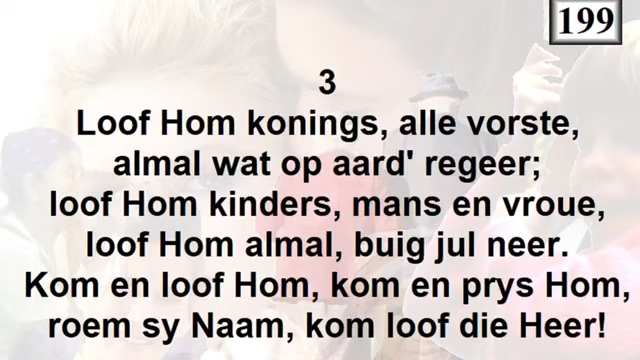 199
3
Loof Hom konings, alle vorste,
almal wat op aard' regeer;
loof Hom kinders, mans en vroue,
loof Hom almal, buig jul neer.
Kom en loof Hom, kom en prys Hom,
roem sy Naam, kom loof die Heer!